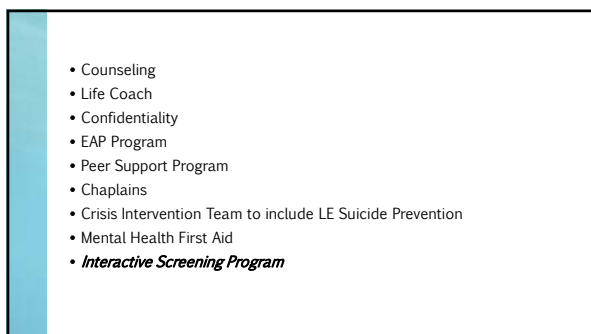 • Counseling
• Life Coach
• Confidentiality
• EAP Program
• Peer Support Program
• Chaplains
• Crisis Intervention Team to include LE Suicide Prevention
• Mental Health First Aid
• Interactive Screening Program